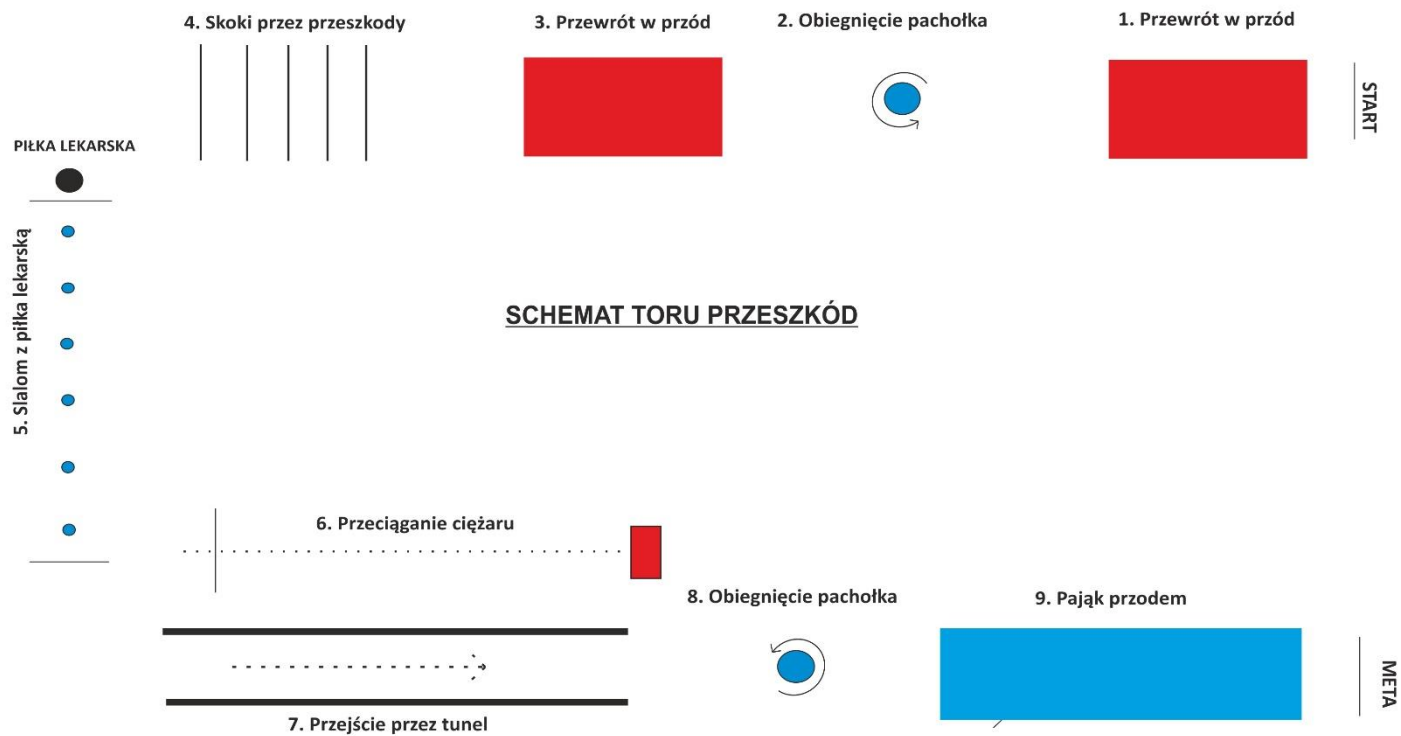 4. Skoki przez przeszkody
3. Przewrót w przód
2. Obiegnięcie pachołka
1. Przewrót w przód
START
PIŁKA LEKARSKA
5. Slalom z piłka lekarską
SCHEMAT TORU PRZESZKÓD
6. Przeciąganie ciężaru
8. Obiegnięcie pachołka
9. Pająk przodem
META
7. Przejście przez tunel